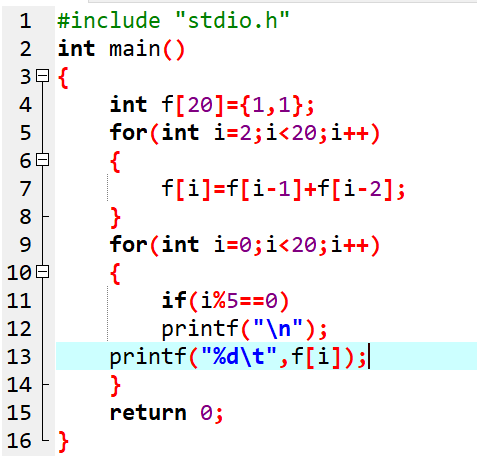 1 #include "stdio.h"
2 int main()
3 {
4     int f[20]={1,1};
5     for(int i=2;i<20;i++)
6     {
7         f[i]=f[i-1]+f[i-2];
8     }
9     for(int i=0;i<20;i++)
10     {
11         if(i%5==0)
12         printf("\n");
13     printf("%d\t",f[i]);
14     }
15     return 0;
16 }